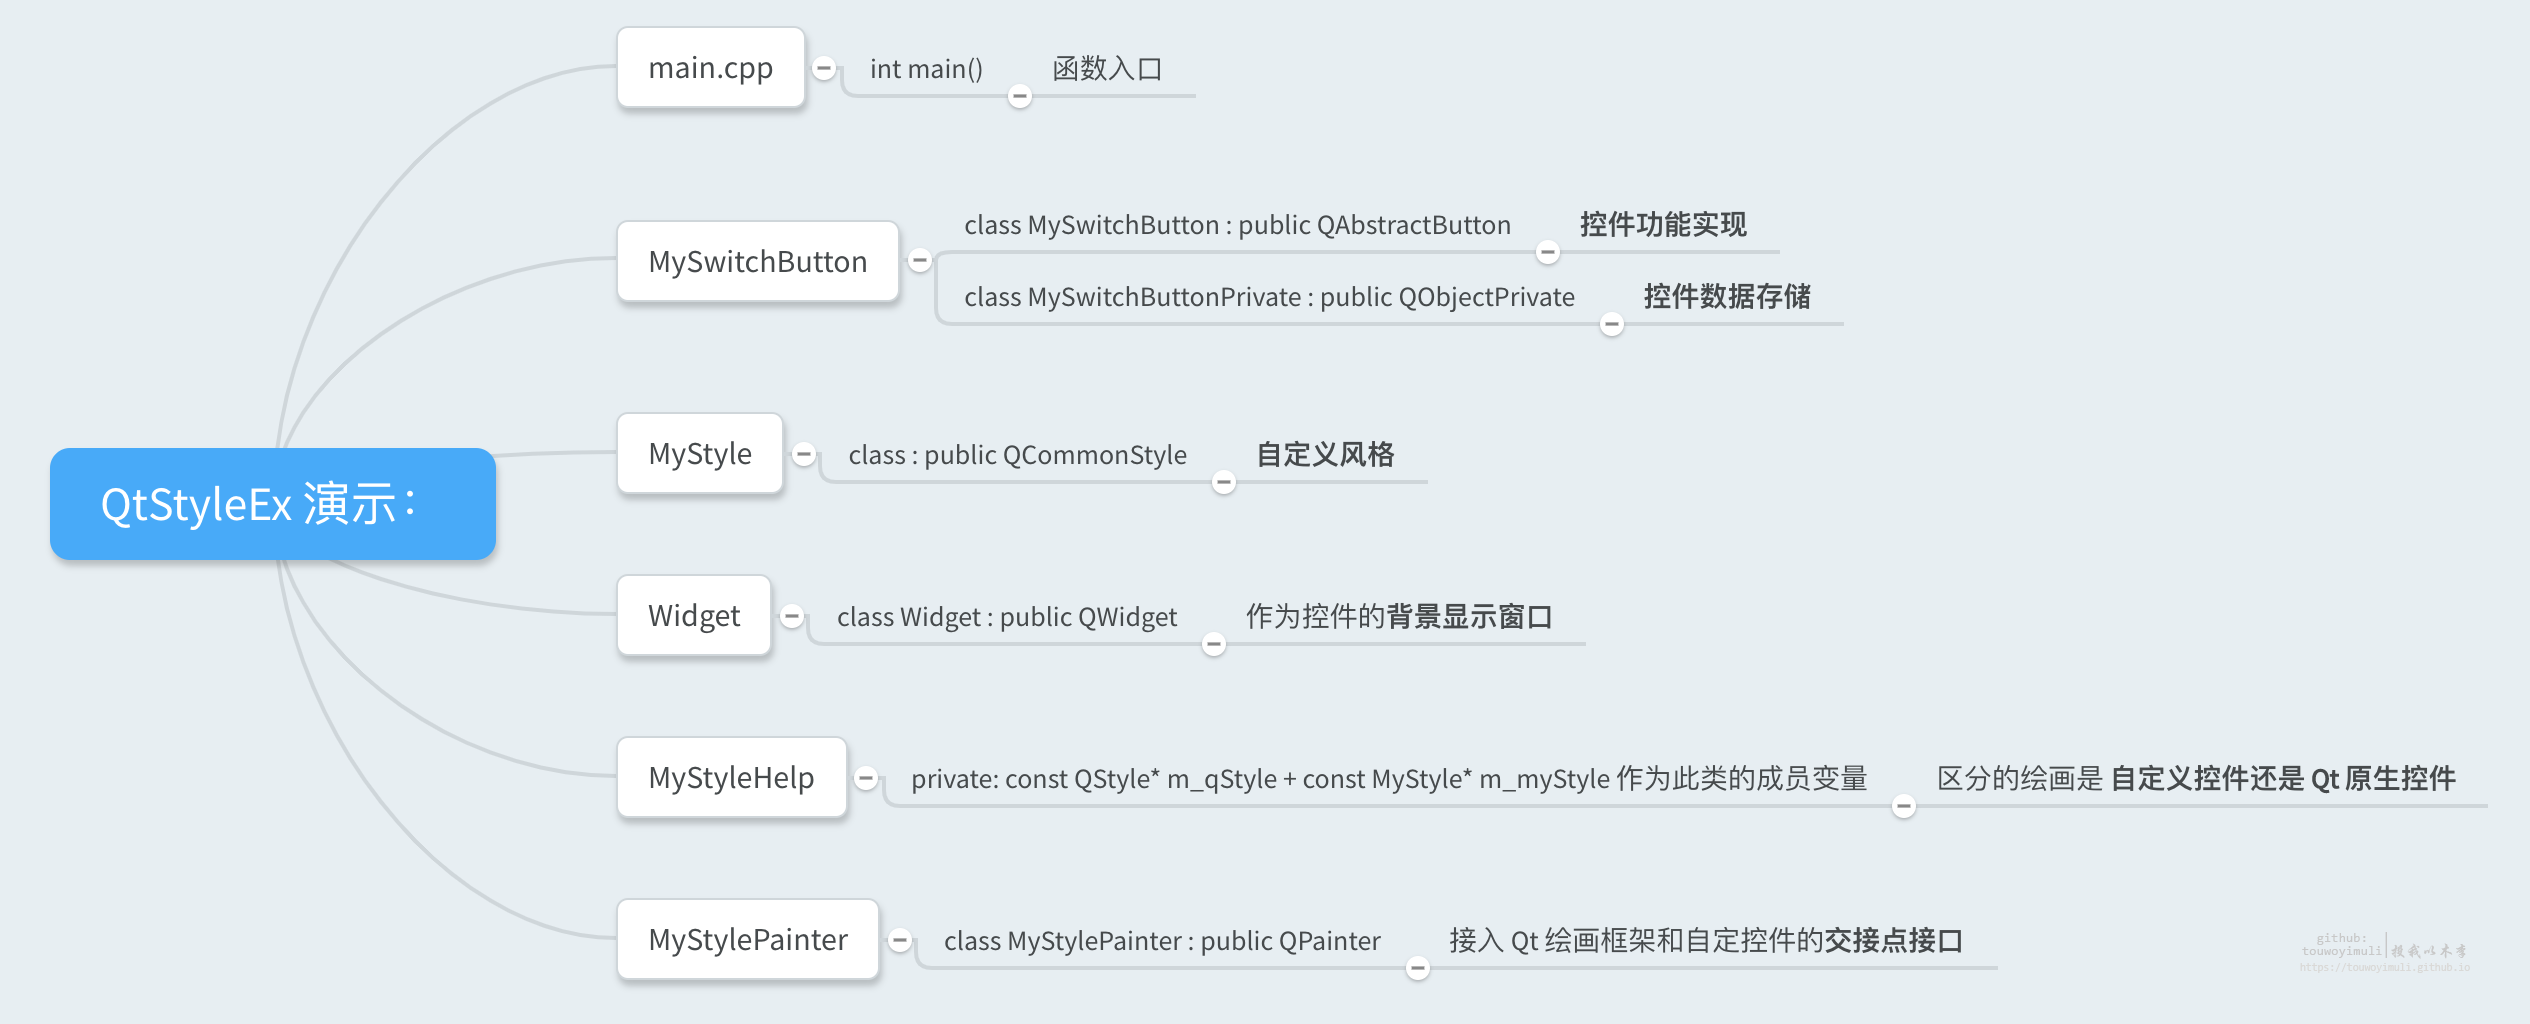 main.cpp
int main()
函数入口
MySwitchButton
class MySwitchButton : public QAbstractButton
控件功能实现
class MySwitchButtonPrivate : public QObjectPrivate
控件数据存储
MyStyle
class : public QCommonStyle
自定义风格
QtStyleEx 演示：
Widget
class Widget : public QWidget
作为控件的背景显示窗口
MyStyleHelp
private: const QStyle* m_qStyle + const MyStyle* m_myStyle 作为此类的成员变量
区分的绘画是 自定义控件还是 Qt 原生控件
MyStylePainter
class MyStylePainter : public QPainter
接入 Qt 绘画框架和自定控件的交接点接口
github:
touwoyimuli
投我以木李
https://touwoyimuli.github.io